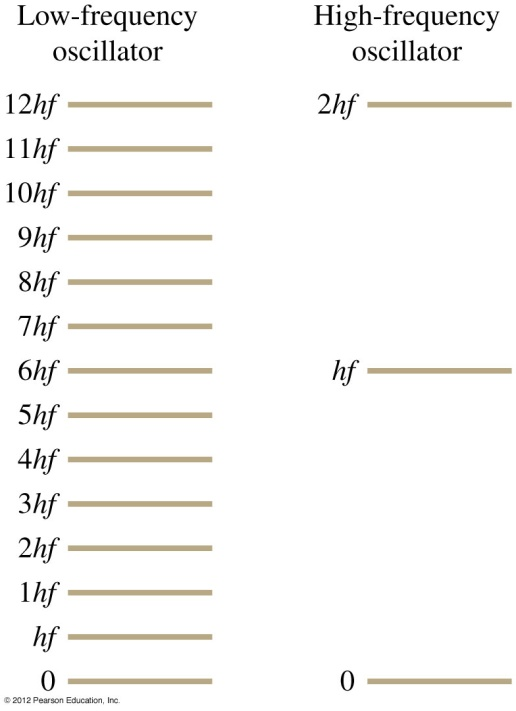 Low-frequency
oscillator
12hf
11hf
10hf
9hf
8hf
7hf
6hf
5hf
4hf
3hf
2hf
1hf
hf
0
High-frequency
oscillator
2hf
hf
0
© 2012 Pearson Education, Inc.